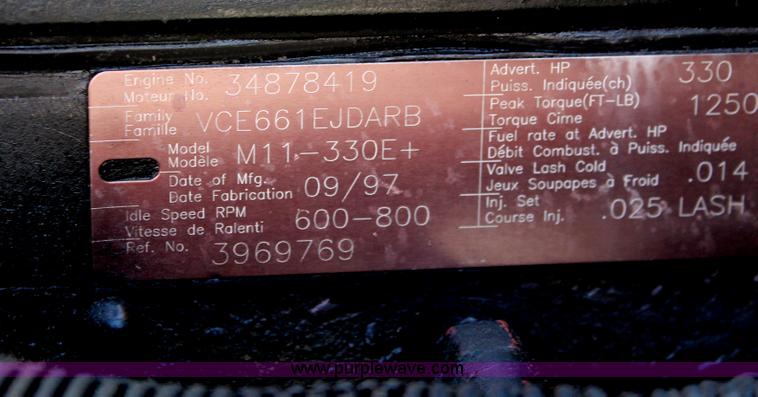 Engine No. 34878419
Moteur No.
Family VCE661EJDARB
Famille
Model M11-330E+
Modèle
Date of Mfg. 09/97
Date Fabrication
Idle Speed RPM 600-800
Vitesse de Ralenti
Ref. No. 3969769
Advert. HP 330
Puiss. Indiquée(ch)
Peak Torque(FT-LB) 1250
Torque Cime
Fuel rate at Advert. HP
Débit Combust. à Puiss. Indiquée
Valve Lash Cold .014
Jeux Soupapes à Froid
Inj. Set .025 LASH
Course Inj.
www.purplewave.com